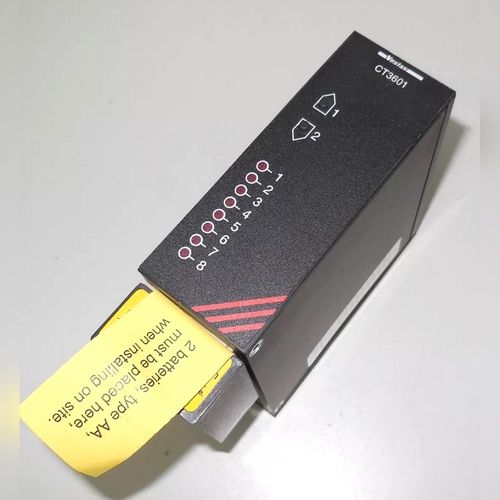 Vestas
CT3601
1
2
1
2
3
4
5
6
7
8
2 batteries, type AA,
must be placed here,
when installing on site.